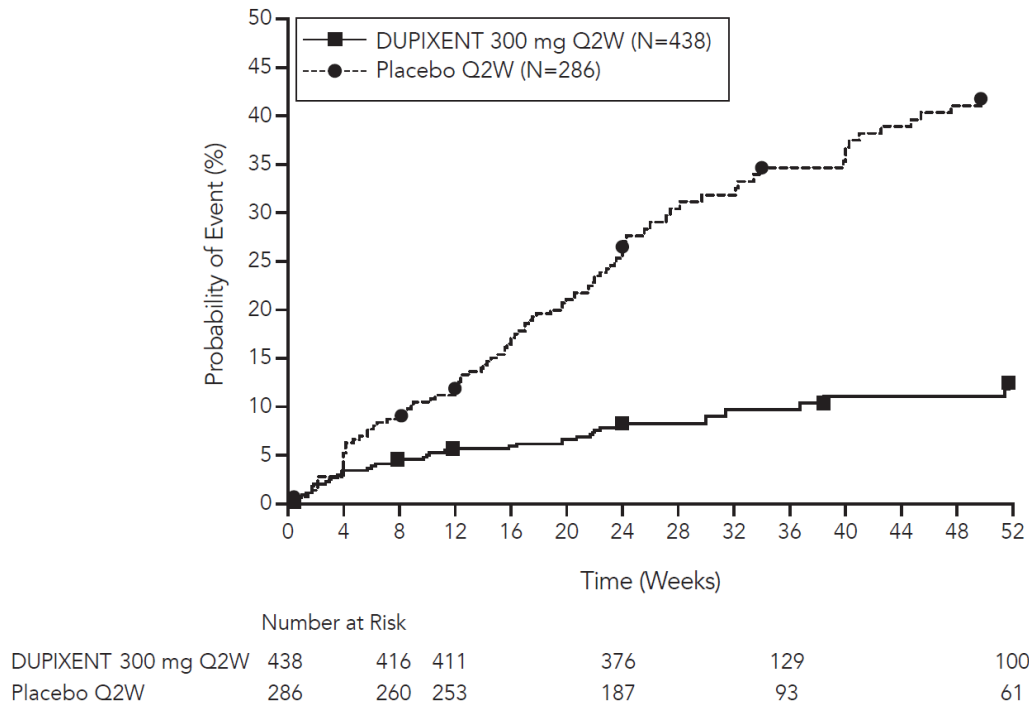 50
45
40
35
30
25
20
15
10
5
0
Probability of Event (%)
DUPIXENT 300 mg Q2W (N=438)
Placebo Q2W (N=286)
0 4 8 12 16 20 24 28 32 36 40 44 48 52
Time (Weeks)
Number at Risk
DUPIXENT 300 mg Q2W 438 416 411 376 129 100
Placebo Q2W 286 260 253 187 93 61